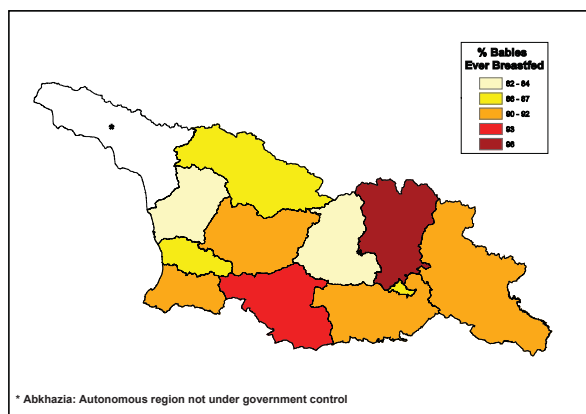 % Babies
Ever Breastfed
82 - 84
86 - 87
90 - 92
93
96
*
* Abkhazia: Autonomous region not under government control